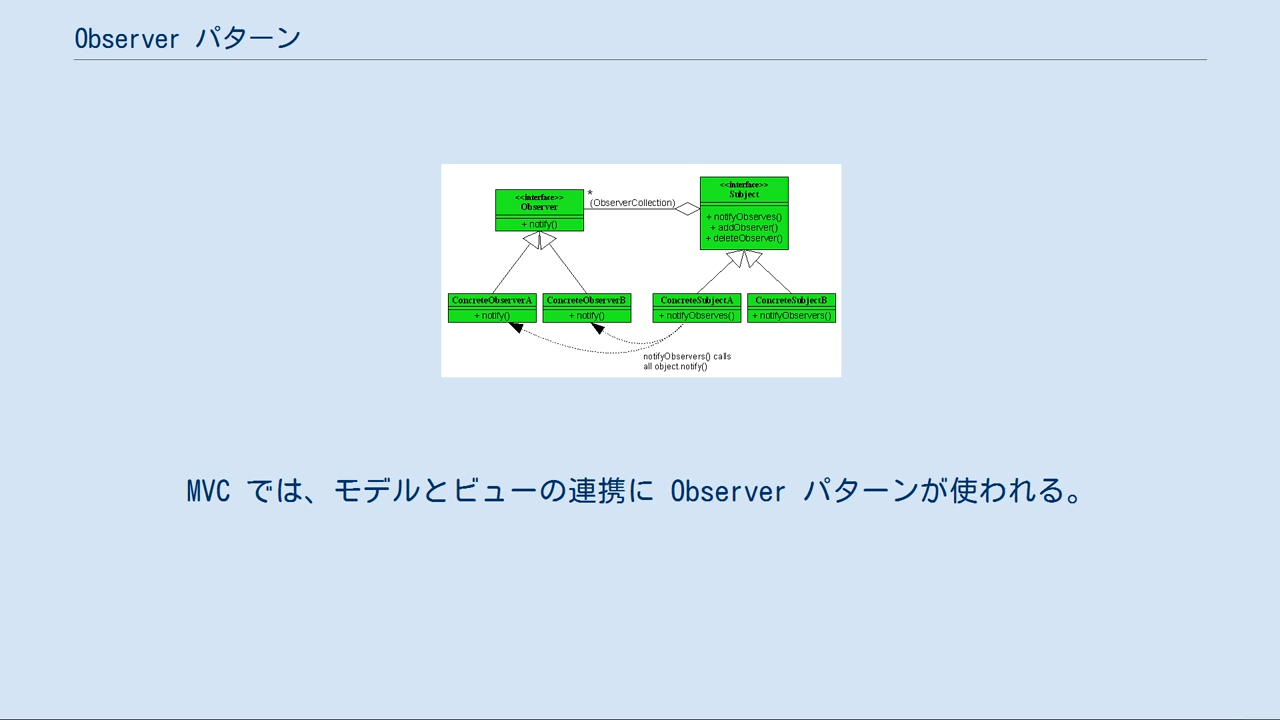 Observer パターン
<<interface>>
Observer
+ notify()
*
(ObserverCollection)
<<interface>>
Subject
+ notifyObserves()
+ addObserver()
+ deleteObserver()
ConcreteObserverA
+ notify()
ConcreteObserverB
+ notify()
ConcreteSubjectA
+ notifyObserves()
ConcreteSubjectB
+ notifyObservers()
notifyObservers() calls
all object.notify()
MVC では、モデルとビューの連携に Observer パターンが使われる。